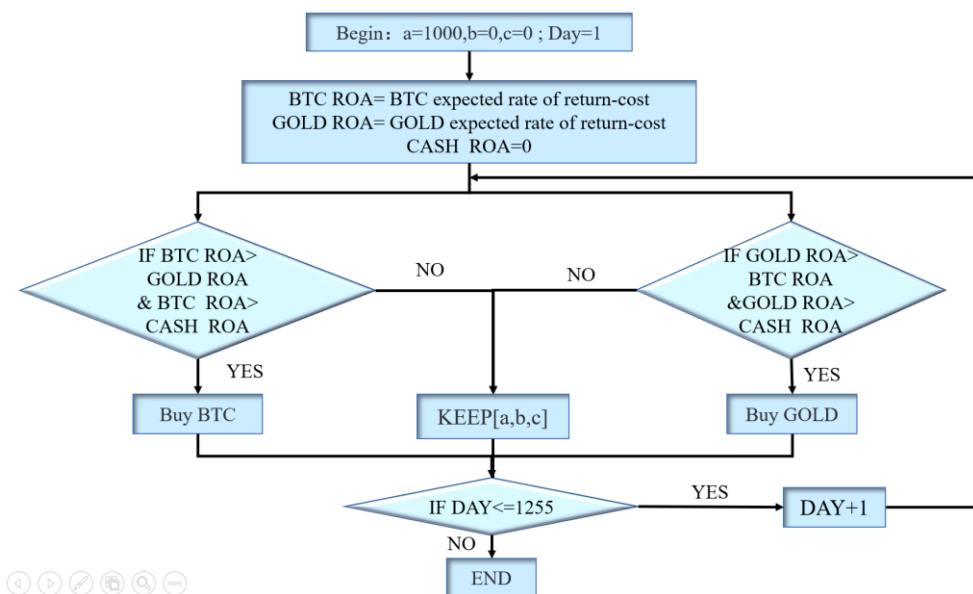 Begin：a=1000,b=0,c=0 ; Day=1
BTC ROA= BTC expected rate of return-cost
GOLD ROA= GOLD expected rate of return-cost
CASH  ROA=0
IF BTC ROA>
GOLD ROA
& BTC  ROA>
CASH  ROA
NO
NO
IF GOLD ROA>
BTC ROA
&GOLD ROA>
CASH  ROA
YES
YES
Buy BTC
KEEP[a,b,c]
Buy GOLD
IF DAY<=1255
YES
DAY+1
NO
END